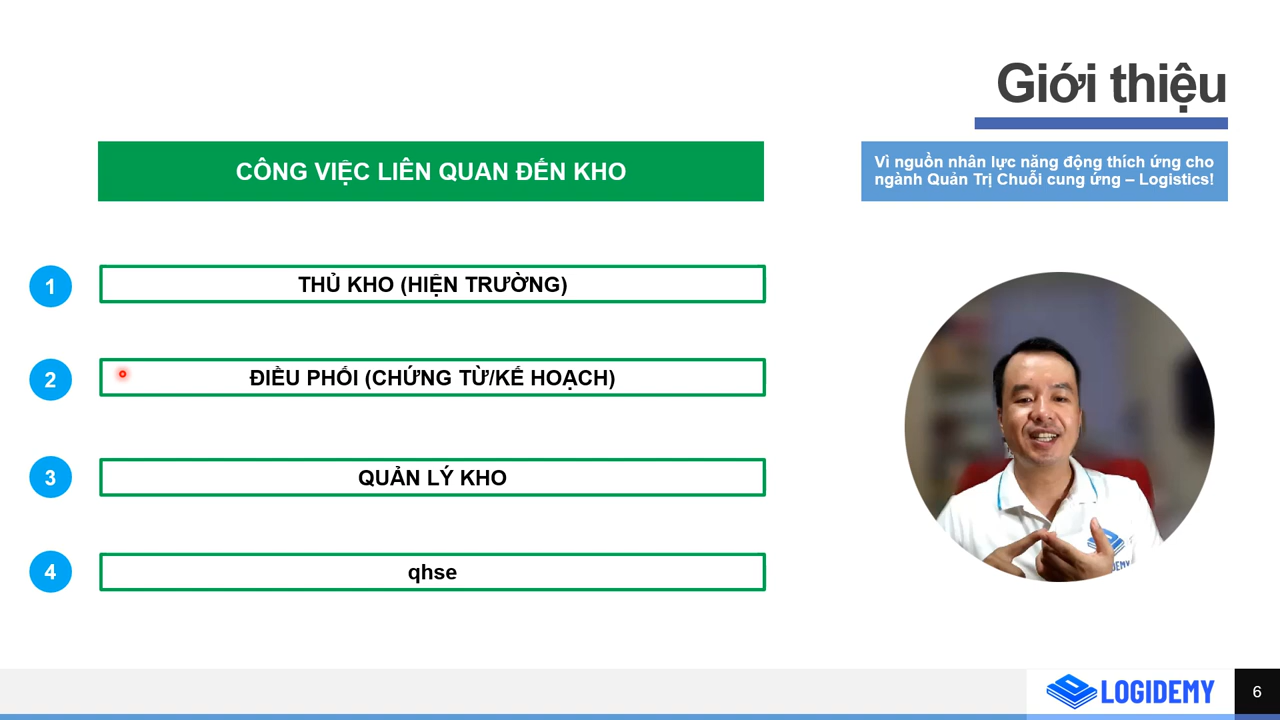 Giới thiệu
CÔNG VIỆC LIÊN QUAN ĐẾN KHO
Vì nguồn nhân lực năng động thích ứng cho
ngành Quản Trị Chuỗi cung ứng – Logistics!
1
THỦ KHO (HIỆN TRƯỜNG)
2
ĐIỀU PHỐI (CHỨNG TỪ/KẾ HOẠCH)
3
QUẢN LÝ KHO
4
qhse
LOGIDEMY
6